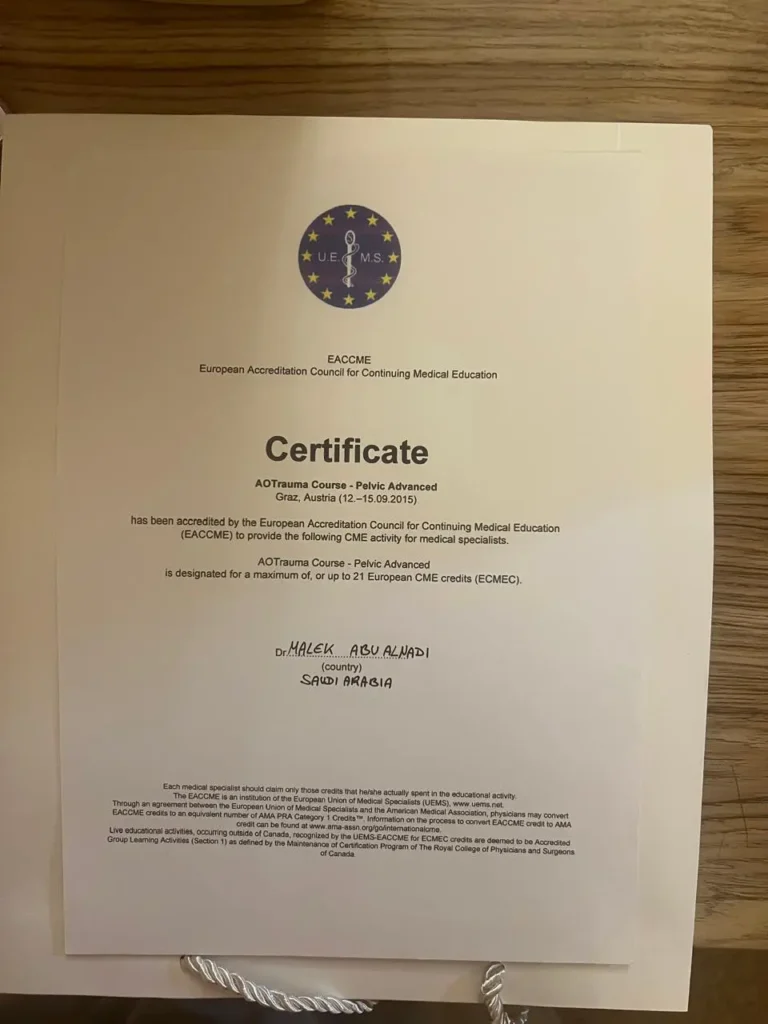 U.E. M.S.
EACCME
European Accreditation Council for Continuing Medical Education
Certificate
AOTrauma Course - Pelvic Advanced
Graz, Austria (12.–15.09.2015)
has been accredited by the European Accreditation Council for Continuing Medical Education
(EACCME) to provide the following CME activity for medical specialists.
AOTrauma Course - Pelvic Advanced
is designated for a maximum of, or up to 21 European CME credits (ECMEC).
Dr MALEK ABU ALNADI
(country)
SAUDI ARABIA
Each medical specialist should claim only those credits that he/she actually spent in the educational activity.
The EACCME is an institution of the European Union of Medical Specialists (UEMS), www.uems.net.
Through an agreement between the European Union of Medical Specialists and the American Medical Association, physicians may convert
EACCME credits to an equivalent number of AMA PRA Category 1 Credits™. Information on the process to convert EACCME credit to AMA
credit can be found at www.ama-assn.org/go/internationalcme.
Live educational activities, occurring outside of Canada, recognized by the UEMS-EACCME for ECMEC credits are deemed to be Accredited
Group Learning Activities (Section 1) as defined by the Maintenance of Certification Program of The Royal College of Physicians and Surgeons
of Canada.